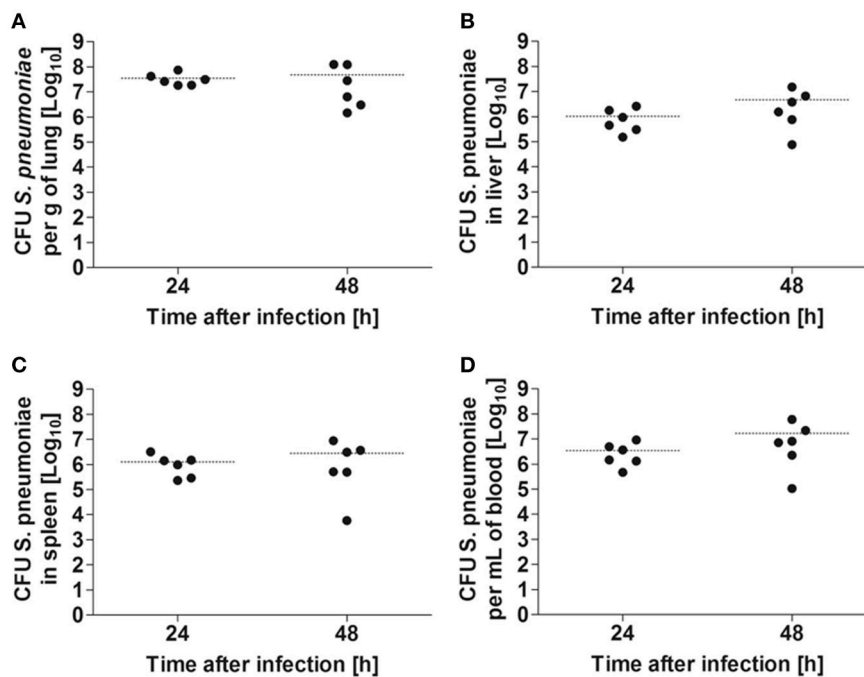 A
CFU S. pneumoniae
per g of lung [Log10]
9
8
7
6
5
4
3
2
1
0
24 48
Time after infection [h]
B
CFU S. pneumoniae
in liver [Log10]
9
8
7
6
5
4
3
2
1
0
24 48
Time after infection [h]
C
CFU S. pneumoniae
in spleen [Log10]
9
8
7
6
5
4
3
2
1
0
24 48
Time after infection [h]
D
CFU S. pneumoniae
per mL of blood [Log10]
9
8
7
6
5
4
3
2
1
0
24 48
Time after infection [h]